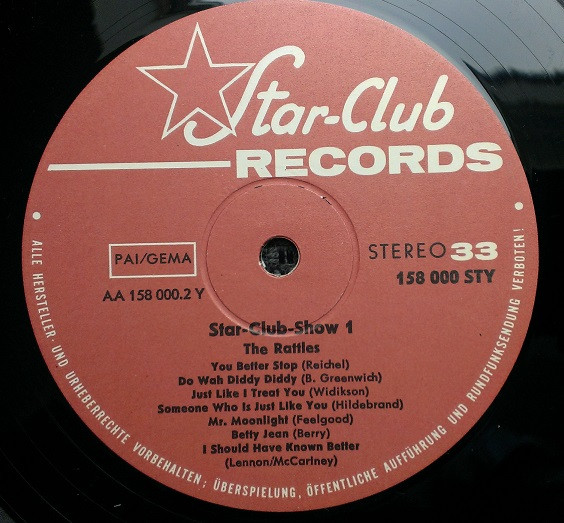 Star-Club
RECORDS
PAI/GEMA
STEREO 33
AA 158 000.2 Y
158 000 STY
Star-Club-Show 1
The Rattles
You Better Stop (Reichel)
Do Wah Diddy Diddy (B. Greenwich)
Just Like I Treat You (Widikson)
Someone Who Is Just Like You (Hildebrand)
Mr. Moonlight (Feelgood)
Betty Jean (Berry)
I Should Have Known Better
(Lennon/McCartney)
• ALLE HERSTELLER- UND URHEBERRECHTE VORBEHALTEN; ÜBERSPIELUNG, ÖFFENTLICHE AUFFÜHRUNG UND RUNDFUNKSENDUNG VERBOTEN! •